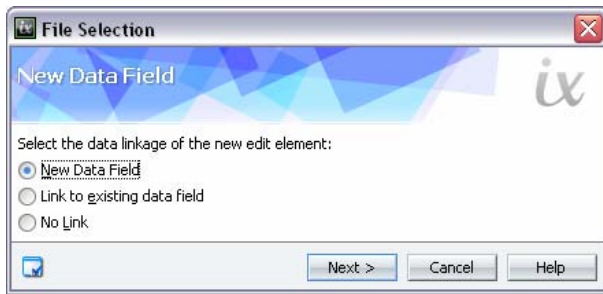 ix File Selection
New Data Field
ix
Select the data linkage of the new edit element:
New Data Field
Link to existing data field
No Link
Next > Cancel Help